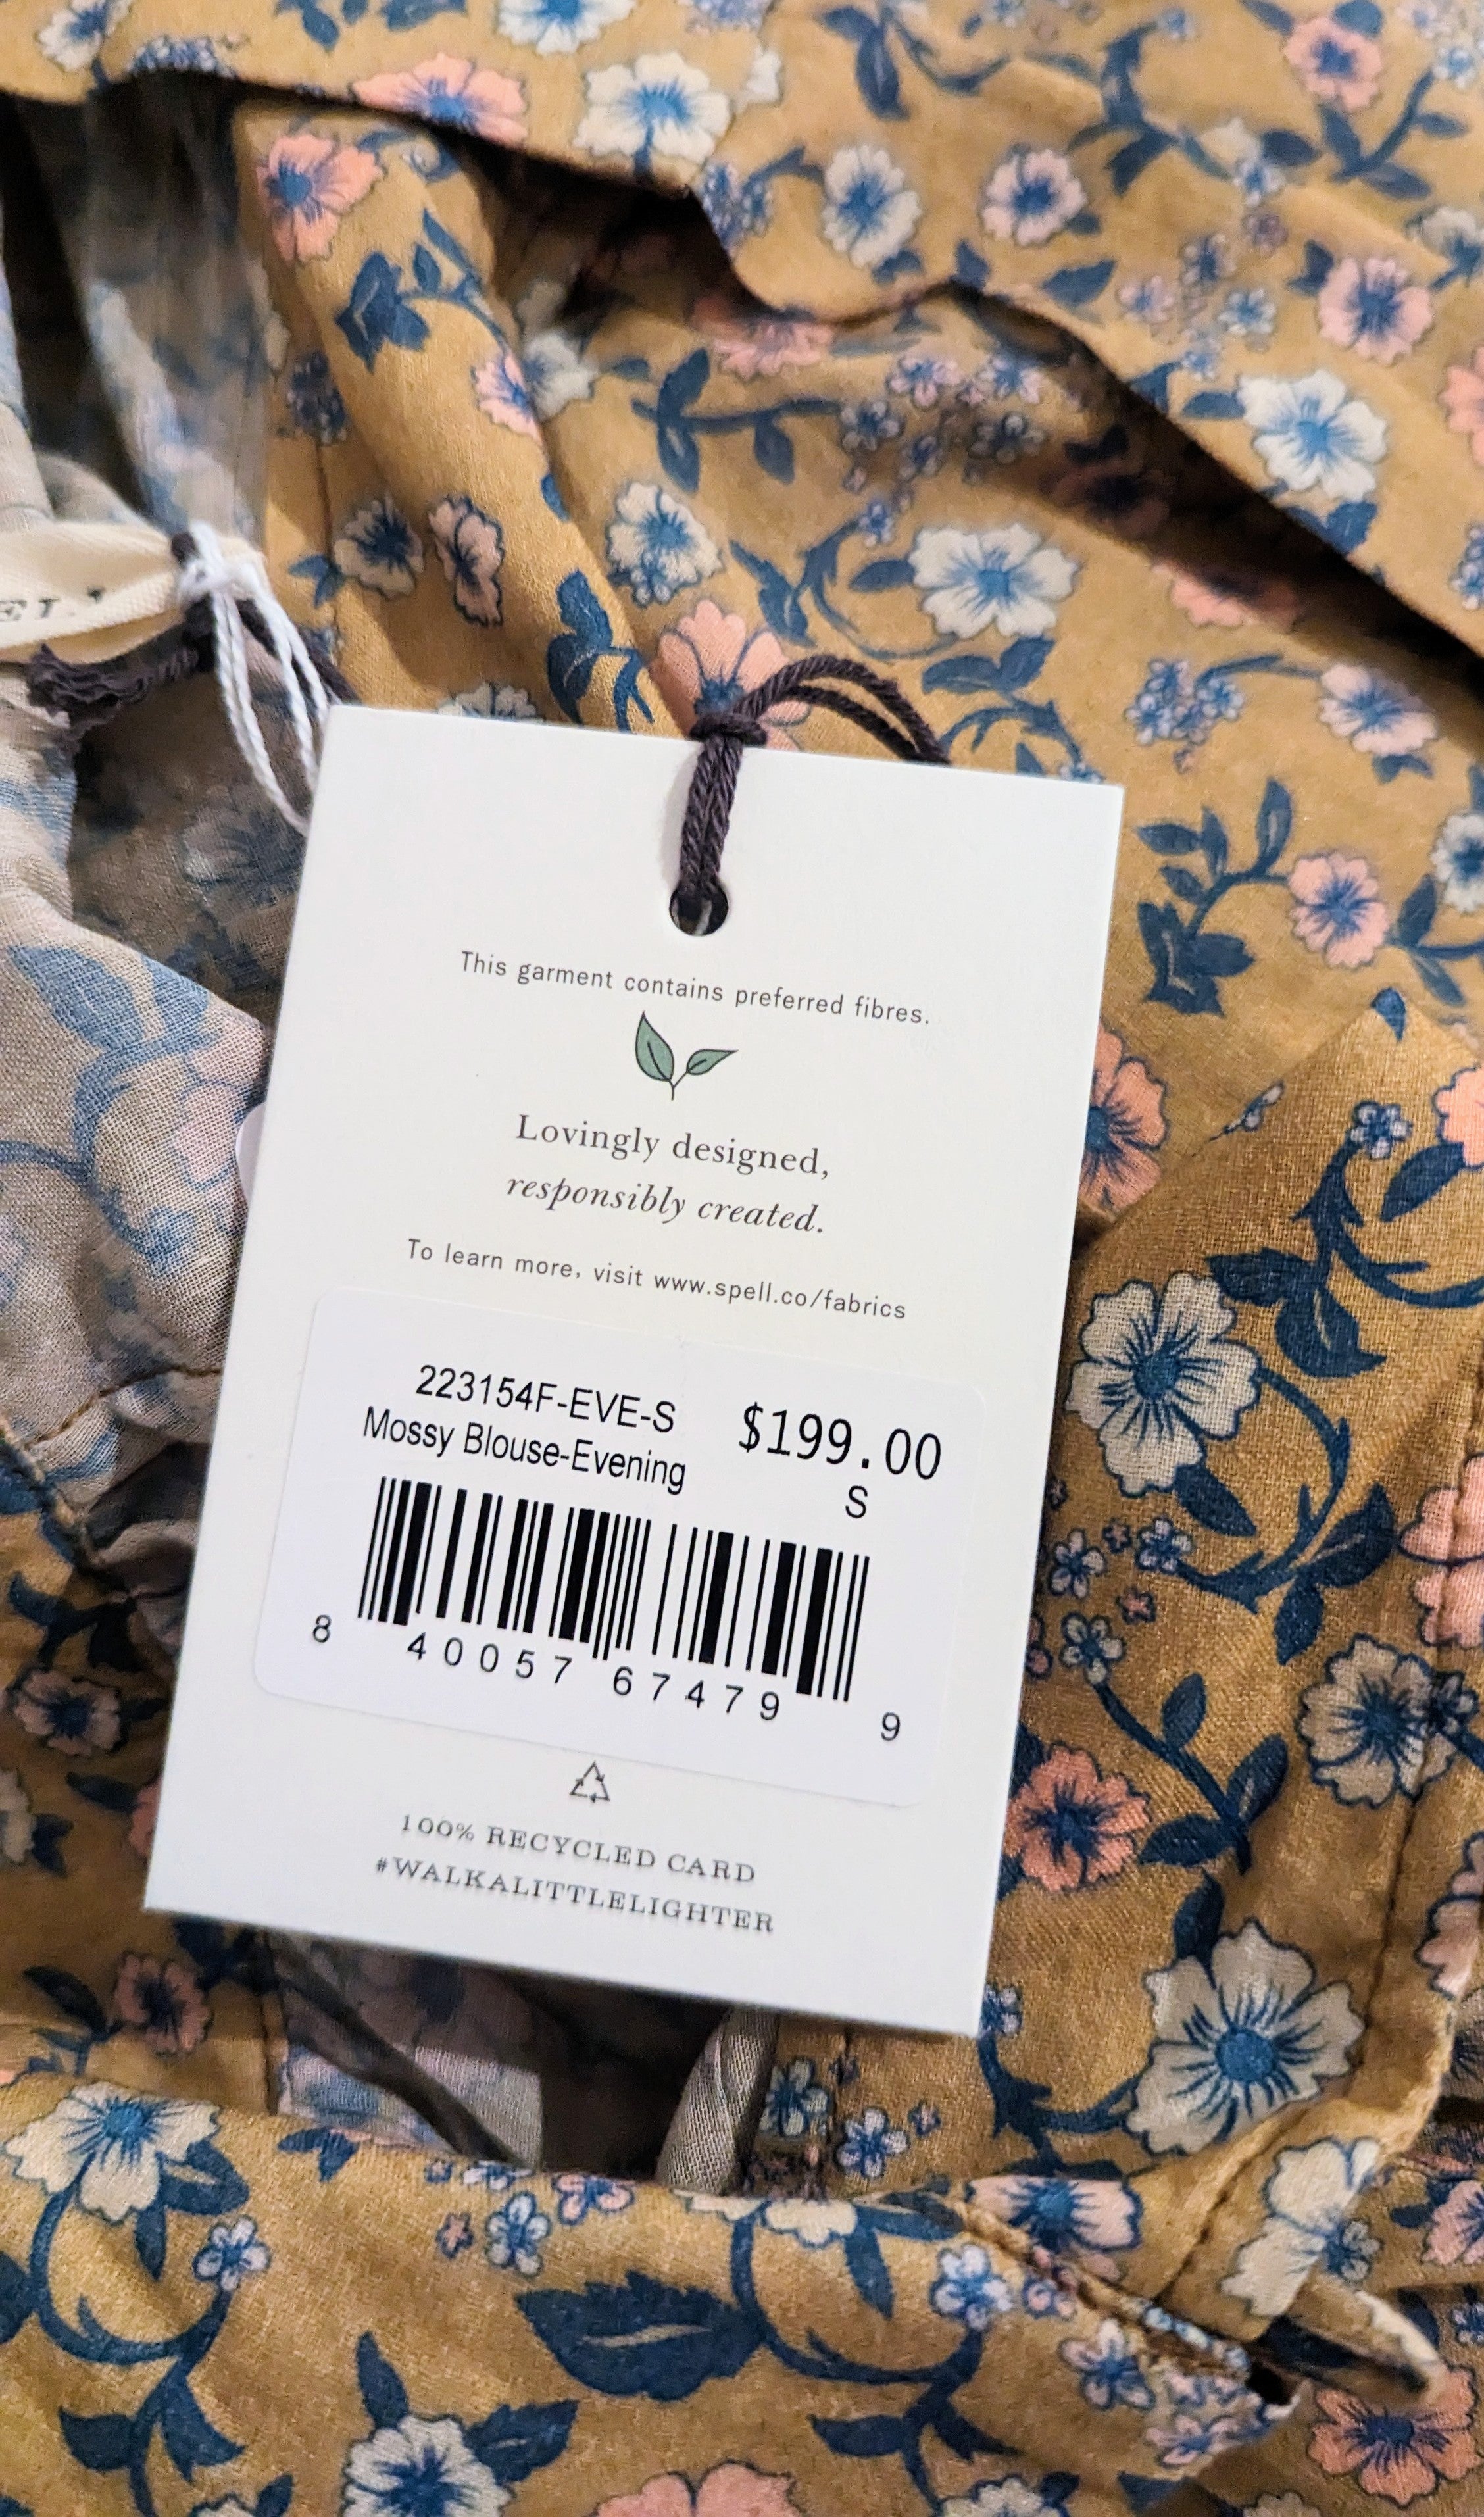 This garment contains preferred fibres.
Lovingly designed,
responsibly created.
To learn more, visit www.spell.co/fabrics
223154F-EVE-S $199.00
Mossy Blouse-Evening S
8 40057 67479 9
100% RECYCLED CARD
#WALKALITTLELIGHTER